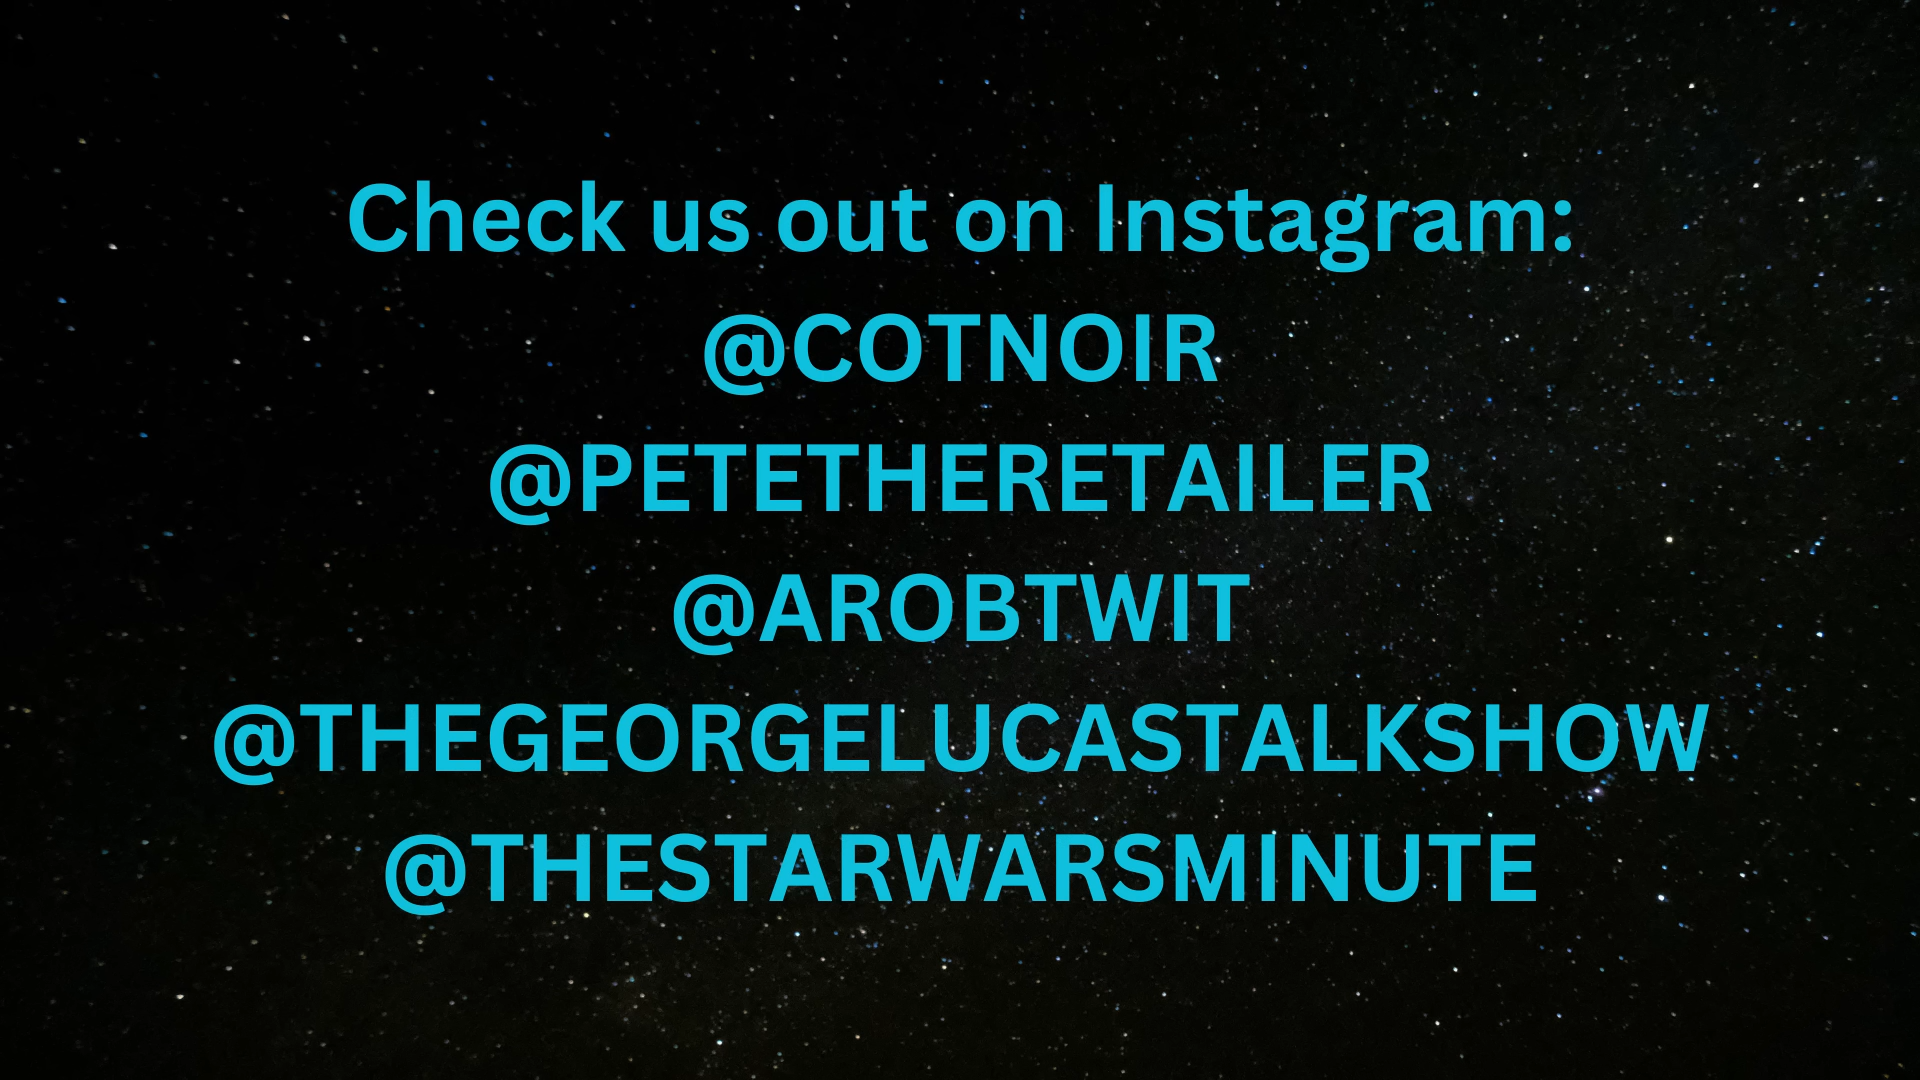 Check us out on Instagram:
@COTNOIR
@PETETHERETAILER
@AROBTWIT
@THEGEORGELUCASTALKSHOW
@THESTARWARSMINUTE